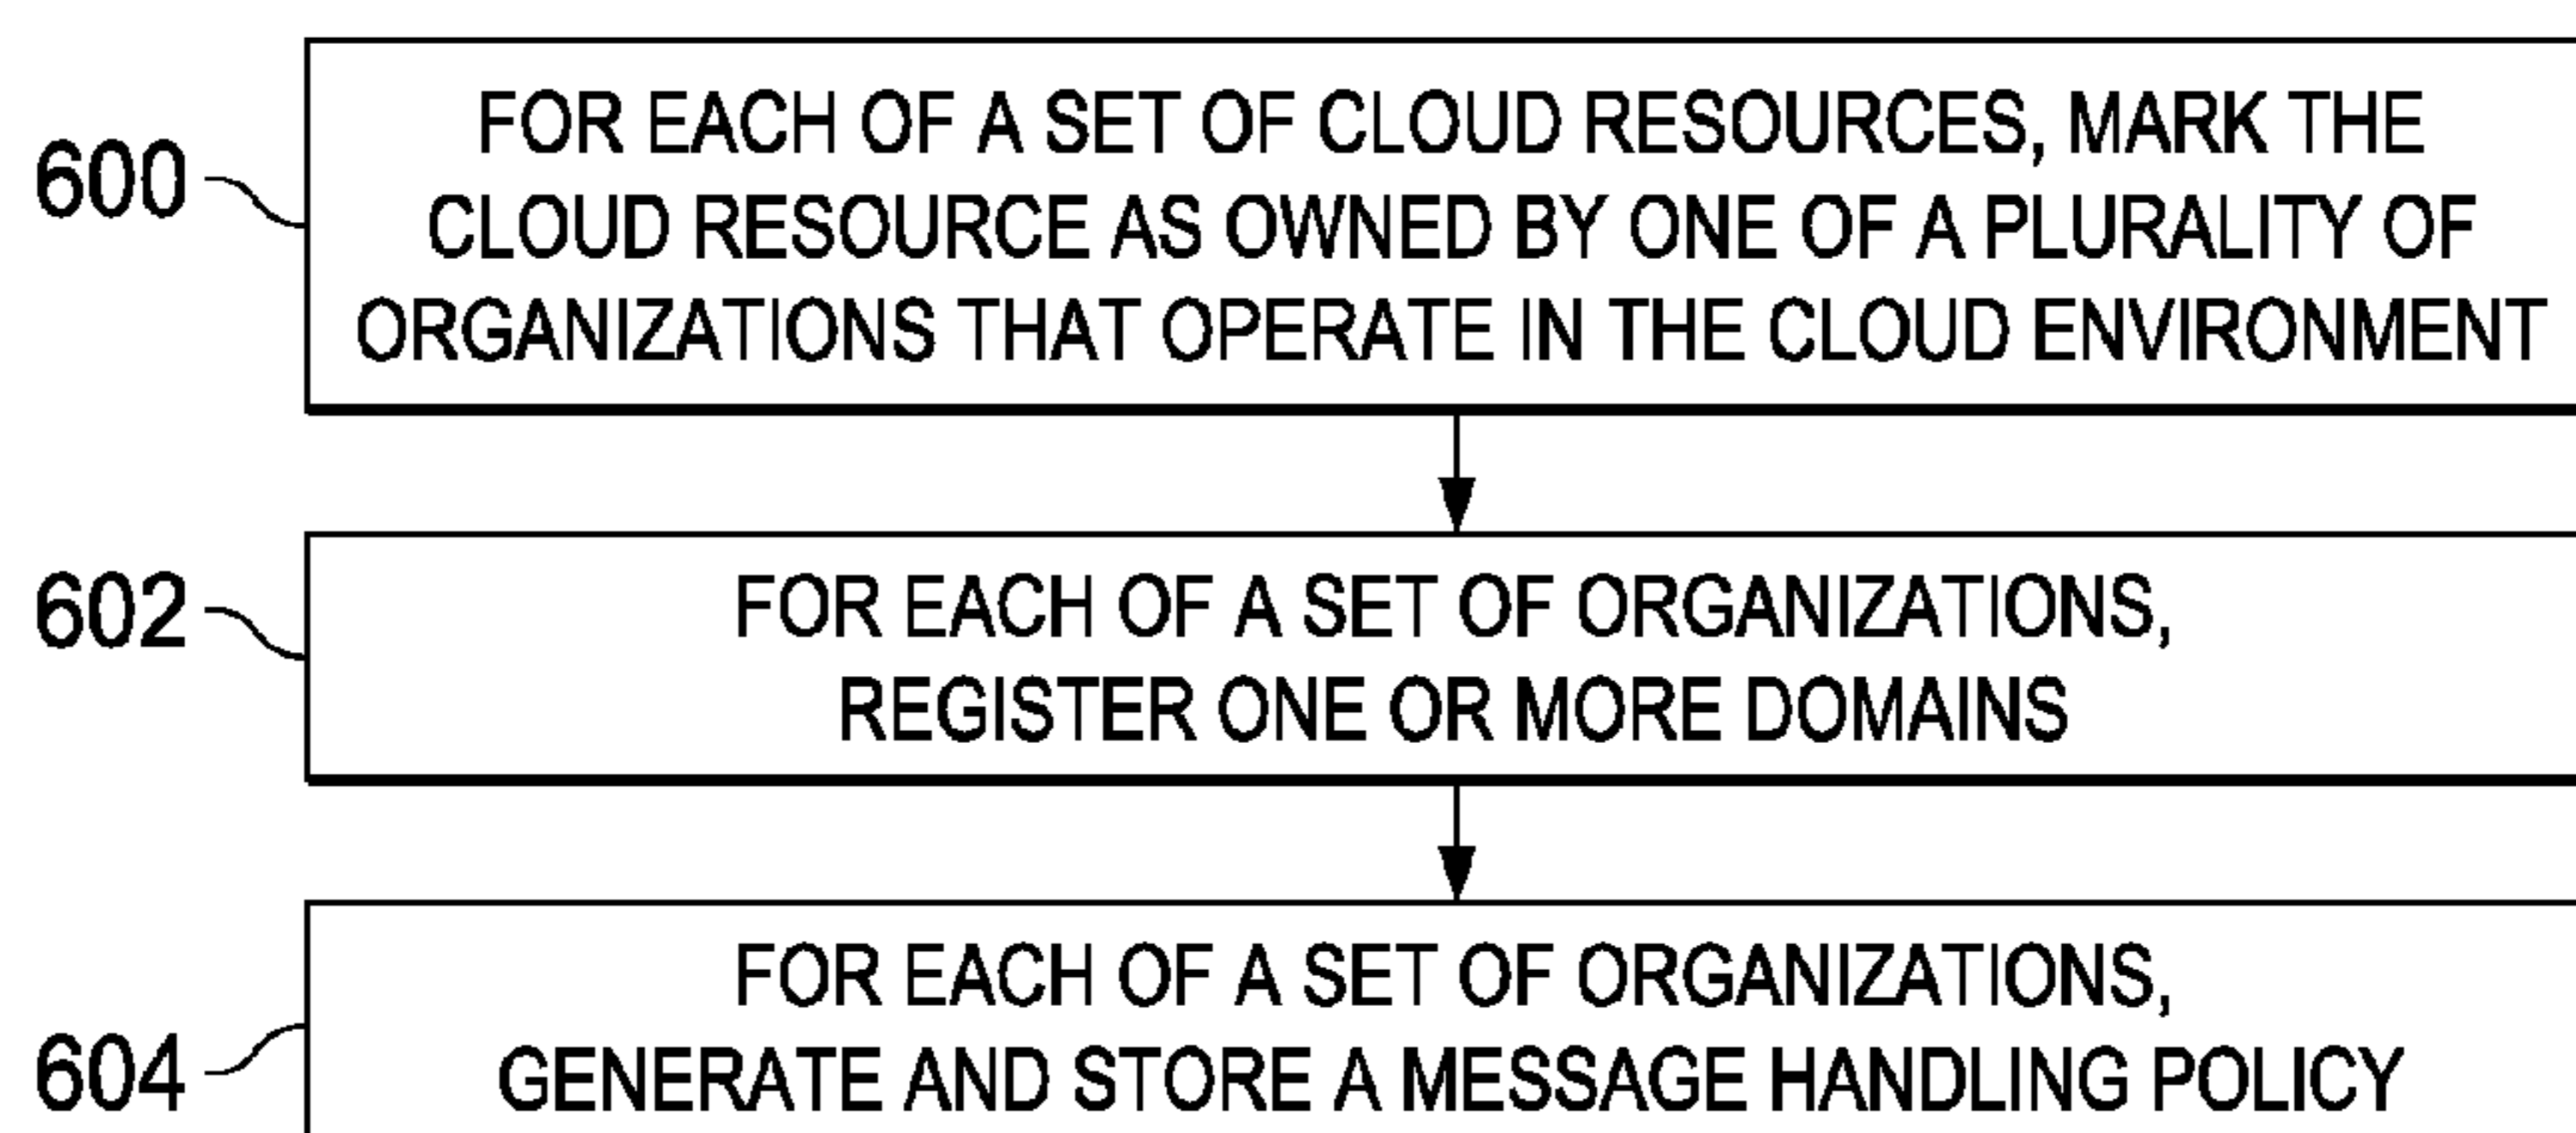 600
FOR EACH OF A SET OF CLOUD RESOURCES, MARK THE
CLOUD RESOURCE AS OWNED BY ONE OF A PLURALITY OF
ORGANIZATIONS THAT OPERATE IN THE CLOUD ENVIRONMENT
602
FOR EACH OF A SET OF ORGANIZATIONS,
REGISTER ONE OR MORE DOMAINS
604
FOR EACH OF A SET OF ORGANIZATIONS,
GENERATE AND STORE A MESSAGE HANDLING POLICY